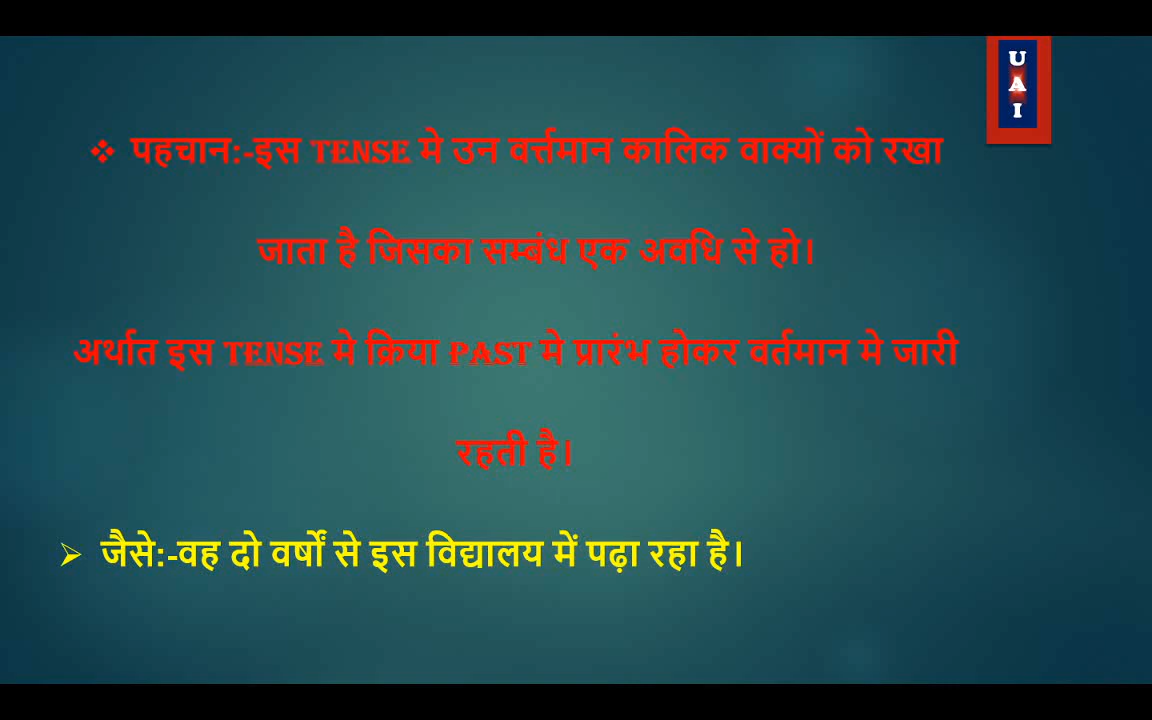 U
A
I
❖ पहचान:-इस TENSE मे उन वर्त्तमान कालिक वाक्यों को रखा
जाता है जिसका सम्बंध एक अवधि से हो।
अर्थात इस TENSE मे क्रिया PAST मे प्रारंभ होकर वर्तमान मे जारी
रहती है।
➢ जैसे:-वह दो वर्षों से इस विद्यालय में पढ़ा रहा है।